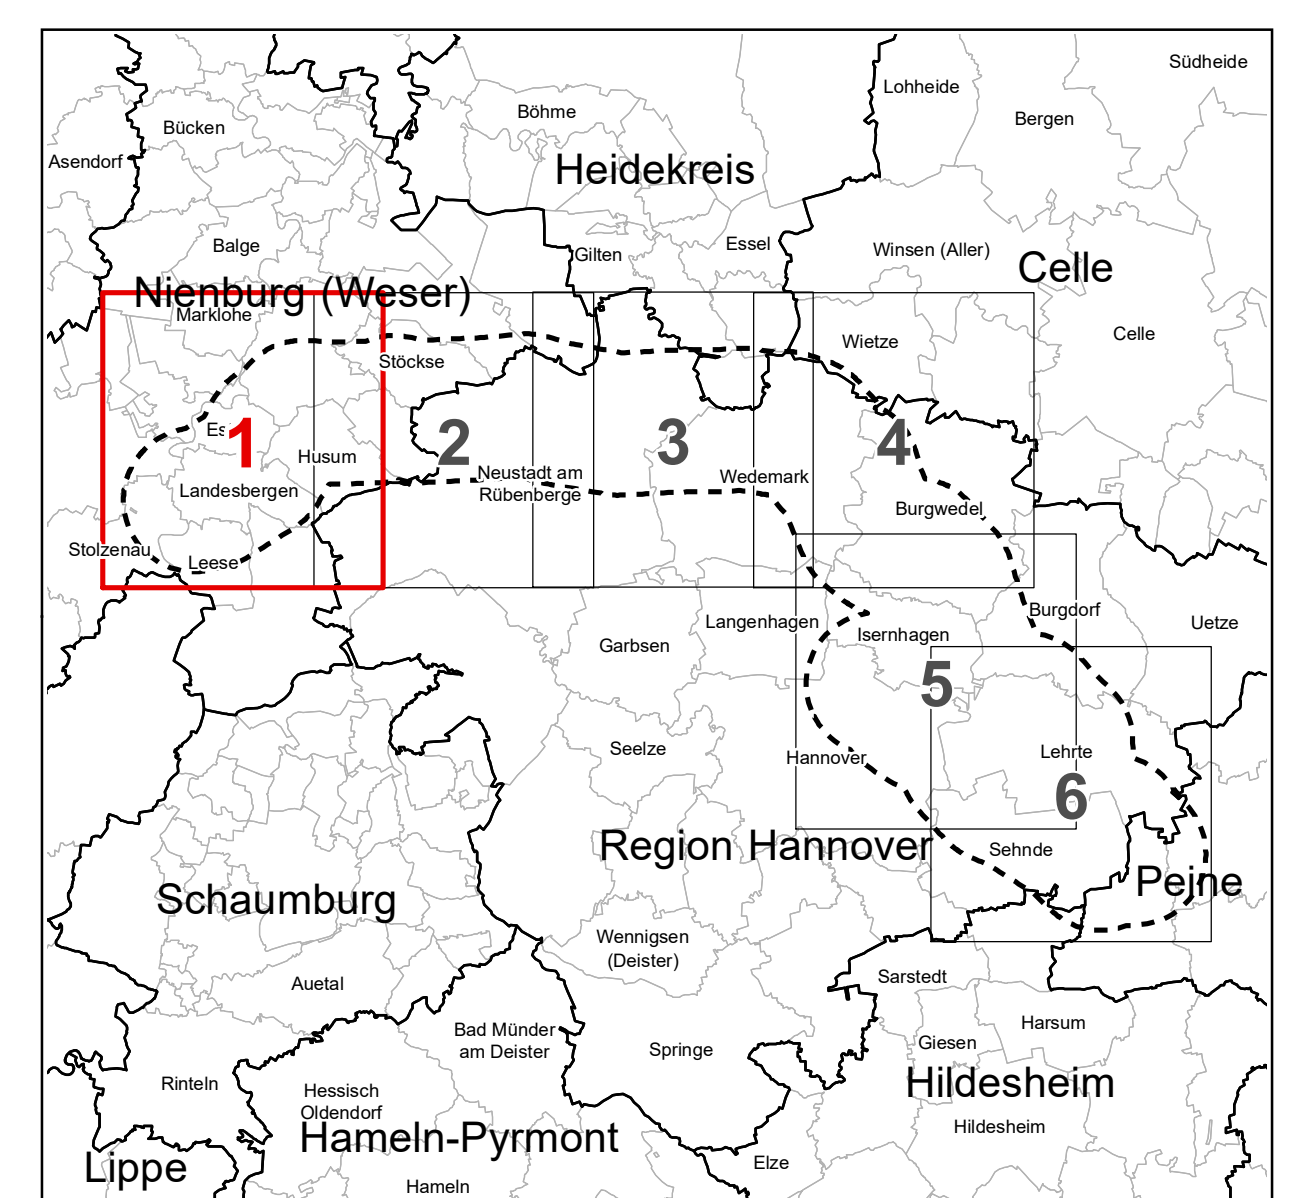 Südheide
Lohheide
Böhme
Bergen
Bücken
Asendorf
Heidekreis
Balge
Gilten
Essel
Winsen (Aller)
Celle
Nienburg (Weser)
Marklohe
Celle
Wietze
Stöckse
Es
1
2
3
4
Husum
Neustadt am
Rübenberge
Wedemark
Landesbergen
Burgwedel
Stolzenau
Leese
Burgdorf
Langenhagen
Isernhagen
Uetze
Garbsen
5
Seelze
Hannover
Lehrte
6
Region Hannover
Sehnde
Peine
Schaumburg
Wennigsen
(Deister)
Auetal
Sarstedt
Bad Münder
am Deister
Springe
Harsum
Giesen
Rinteln
Hessisch
Oldendorf
Hildesheim
Hameln-Pyrmont
Hildesheim
Lippe
Elze
Hameln